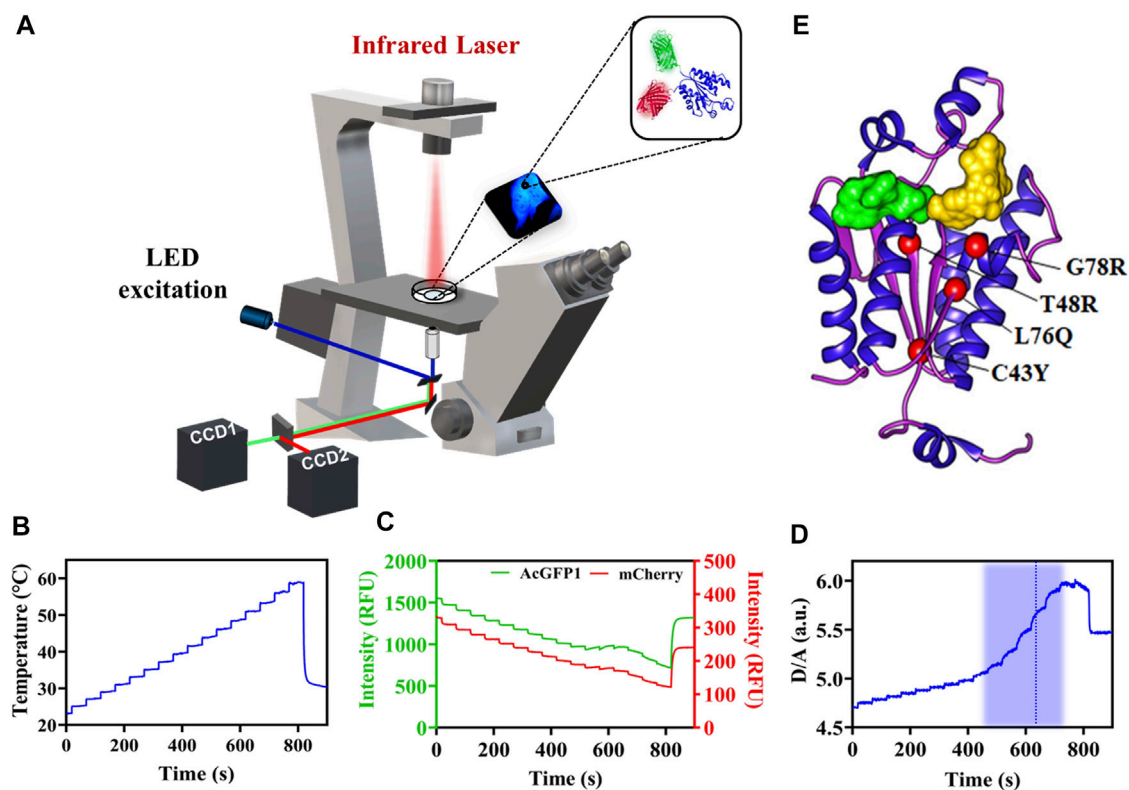 A
Infrared Laser
LED
excitation
CCD1
CCD2
E
G78R
T48R
L76Q
C43Y
B
Temperature (°C)
60
50
40
30
20
0
200
400
600
800
Time (s)
C
Intensity (RFU)
2000
1500
1000
500
0
AcGFP1
mCherry
500
400
300
200
100
0
Intensity (RFU)
0
200
400
600
800
Time (s)
D
D/A (a.u.)
6.0
5.0
4.5
0
200
400
600
800
Time (s)